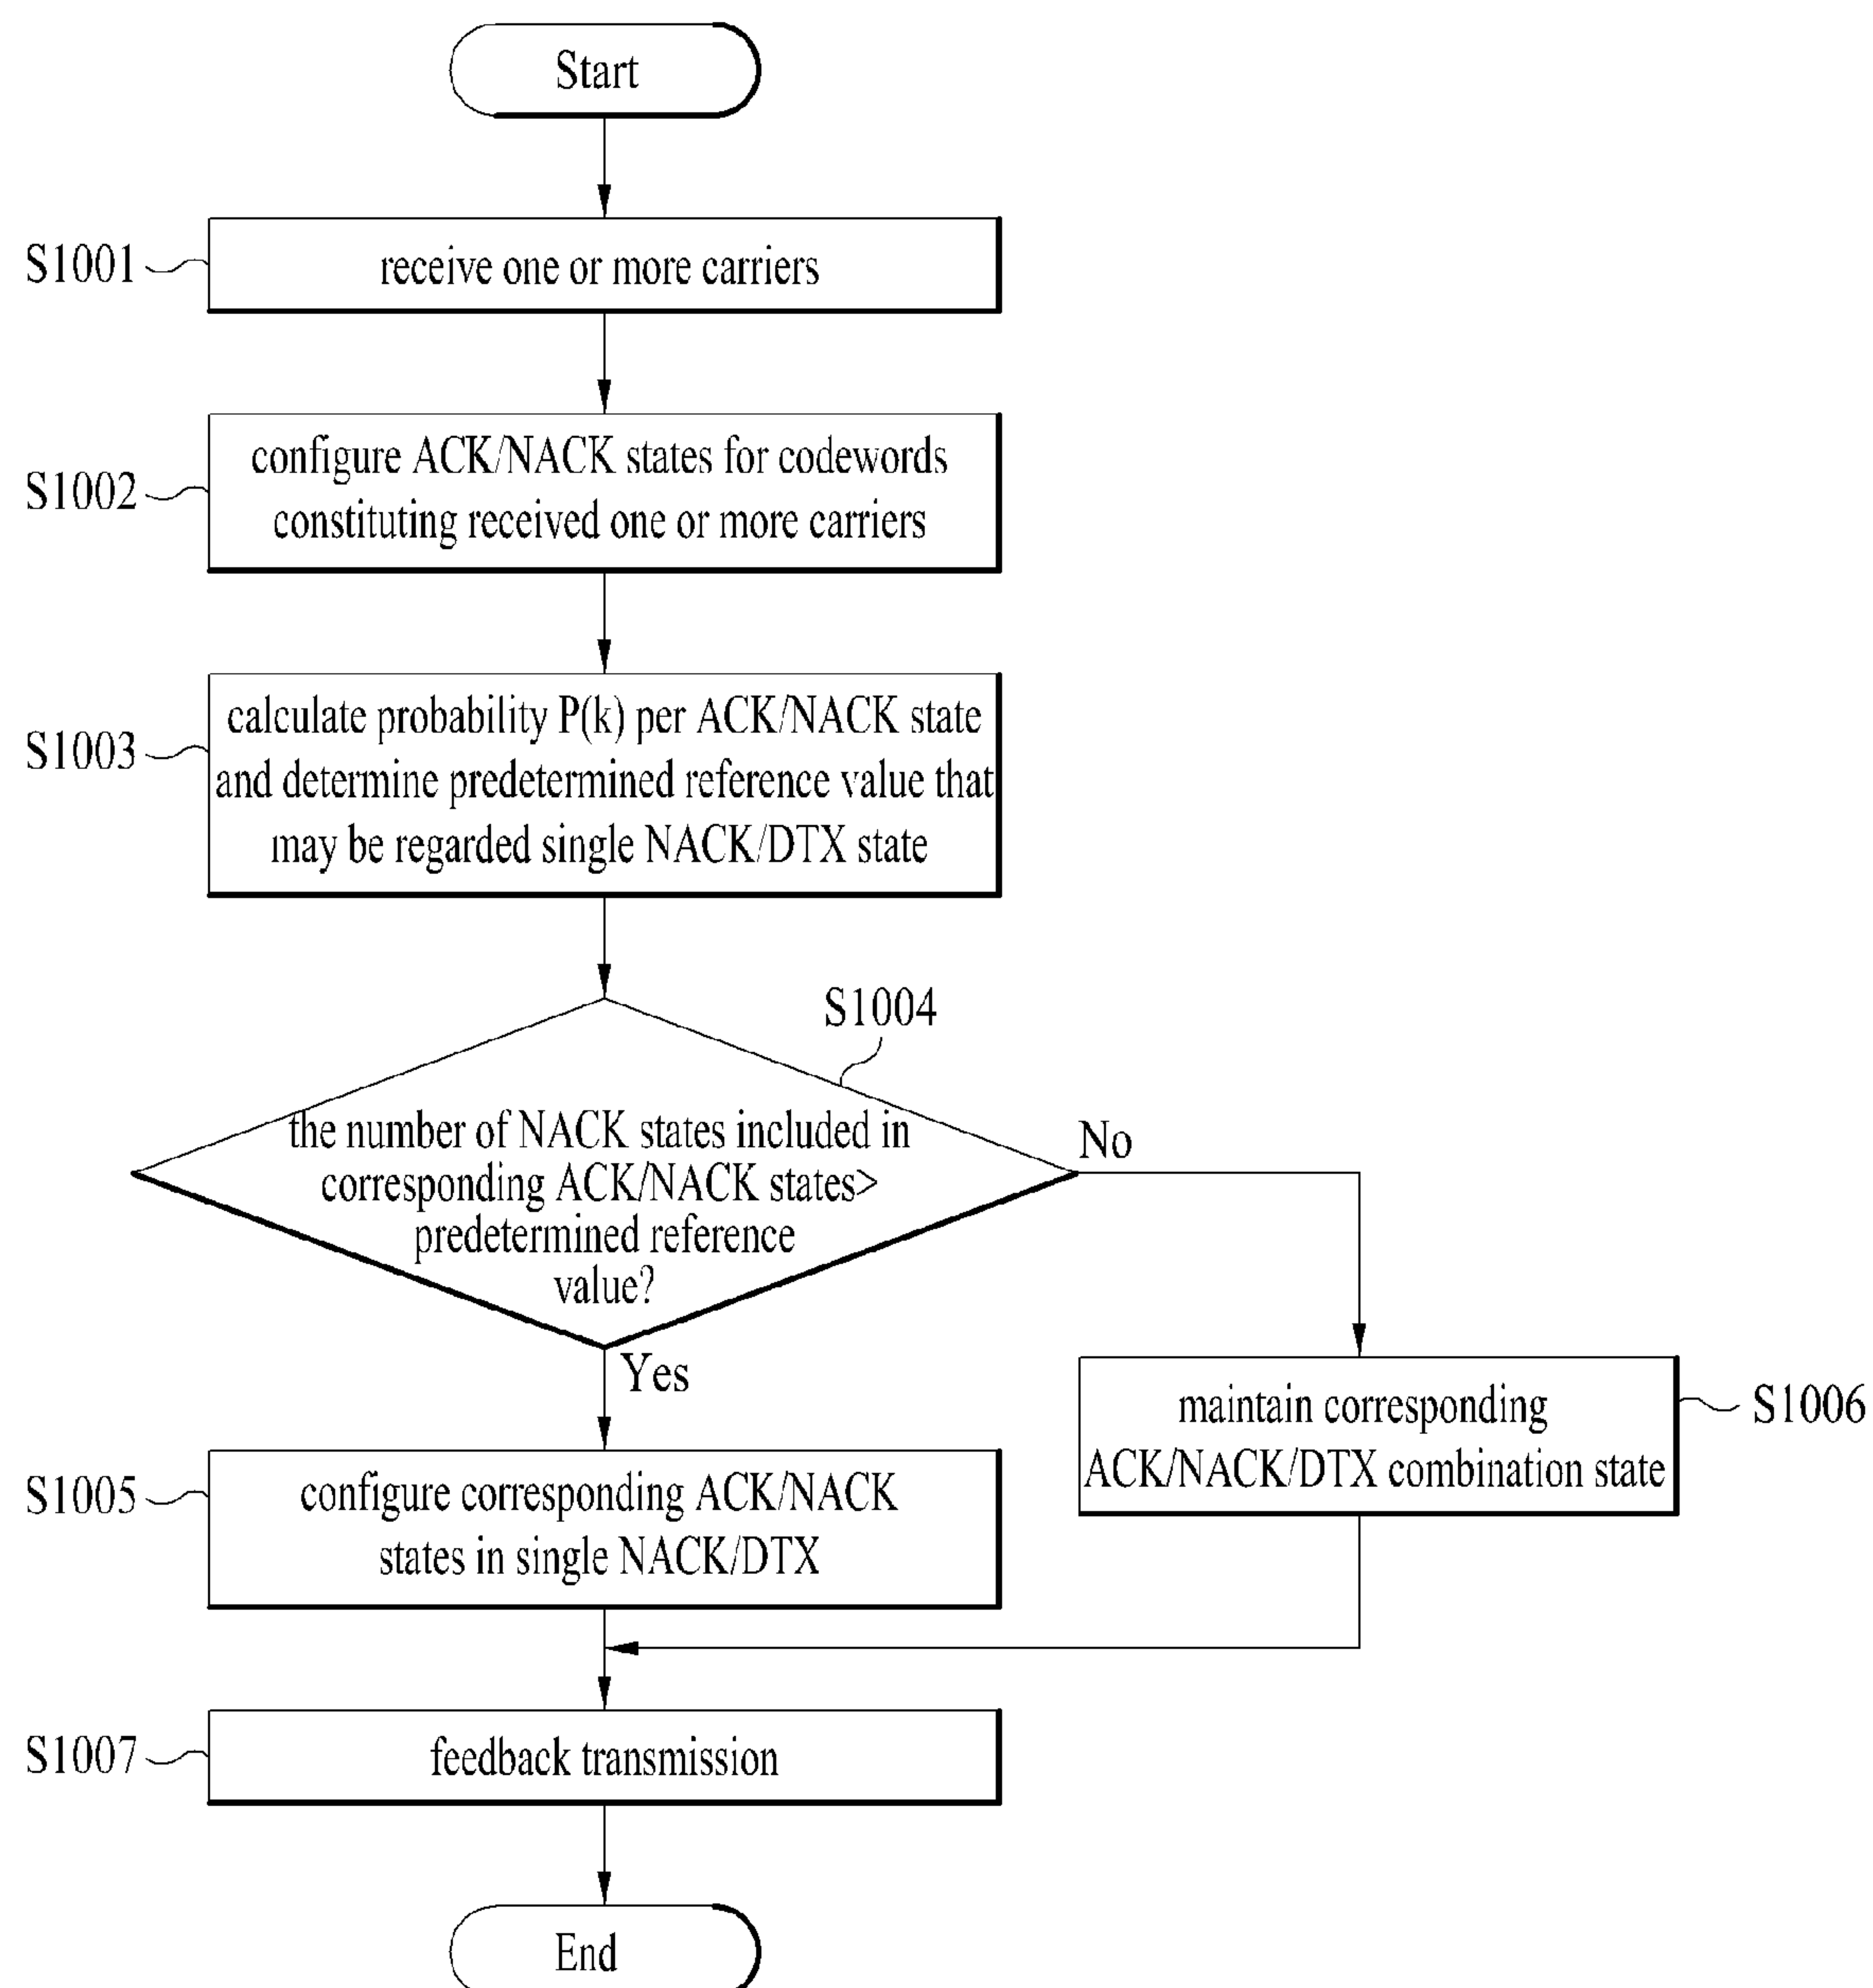 Start
S1001
receive one or more carriers
S1002
configure ACK/NACK states for codewords
constituting received one or more carriers
S1003
calculate probability P(k) per ACK/NACK state
and determine predetermined reference value that
may be regarded single NACK/DTX state
S1004
the number of NACK states included in
corresponding ACK/NACK states>
predetermined reference
value?
No
Yes
S1005
configure corresponding ACK/NACK
states in single NACK/DTX
maintain corresponding
ACK/NACK/DTX combination state
S1006
S1007
feedback transmission
End